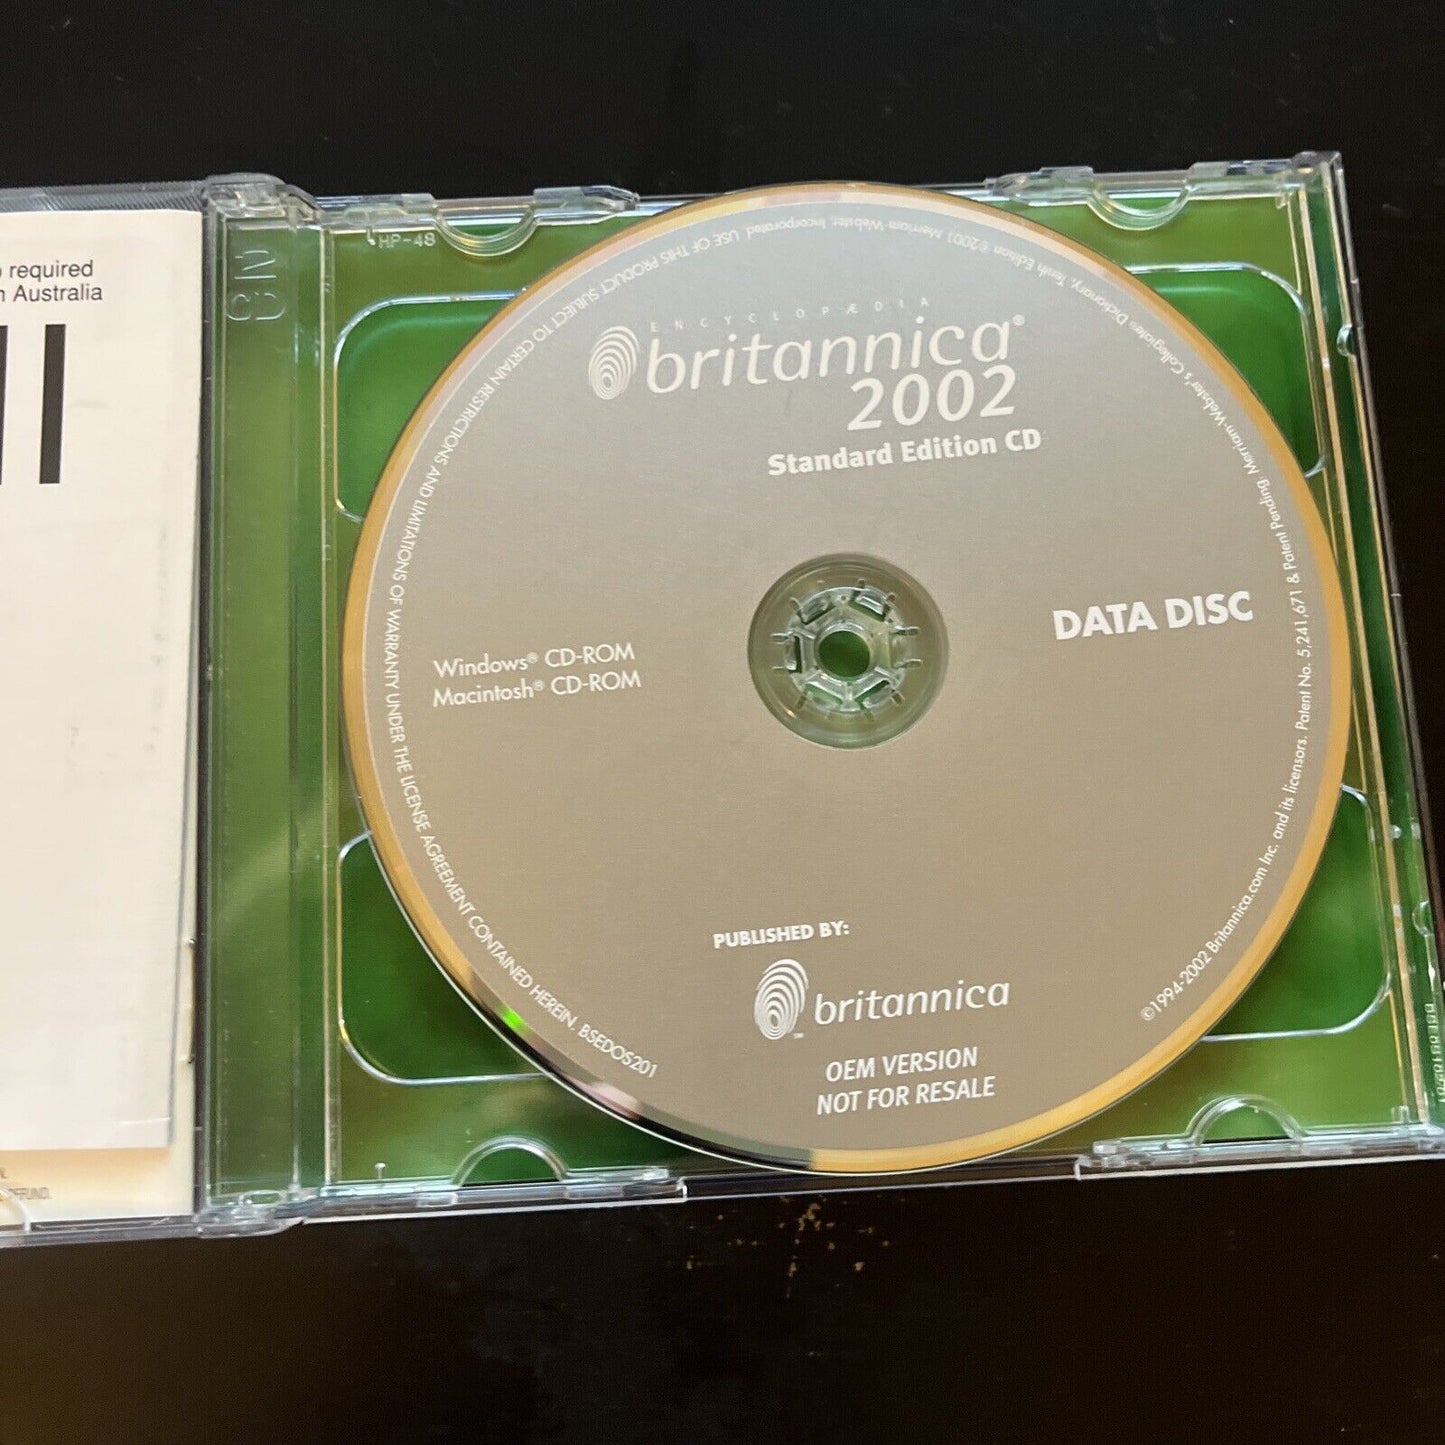 required
Australia
HP-48
ENCYCLOPÆDIA
britannica®
2002
Standard Edition CD
DATA DISC
Windows® CD-ROM
Macintosh® CD-ROM
PUBLISHED BY:
britannica
SM
OEM VERSION
NOT FOR RESALE
©1994-2002 Britannica.com Inc. and its licensors. Patent No. 5,241,671 & Patent Pending. Merriam-Webster's Collegiate® Dictionary, Tenth Edition ©2001 Merriam-Webster, Incorporated. USE OF THIS PRODUCT SUBJECT TO CERTAIN RESTRICTIONS AND LIMITATIONS OF WARRANTY UNDER THE LICENSE AGREEMENT CONTAINED HEREIN. BSEDOS201